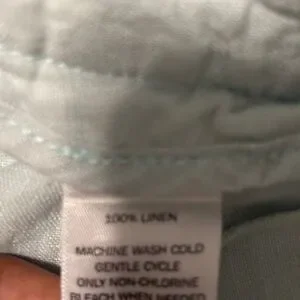 100% LINEN
MACHINE WASH COLD
GENTLE CYCLE
ONLY NON-CHLORINE
BLEACH WHEN NEEDED